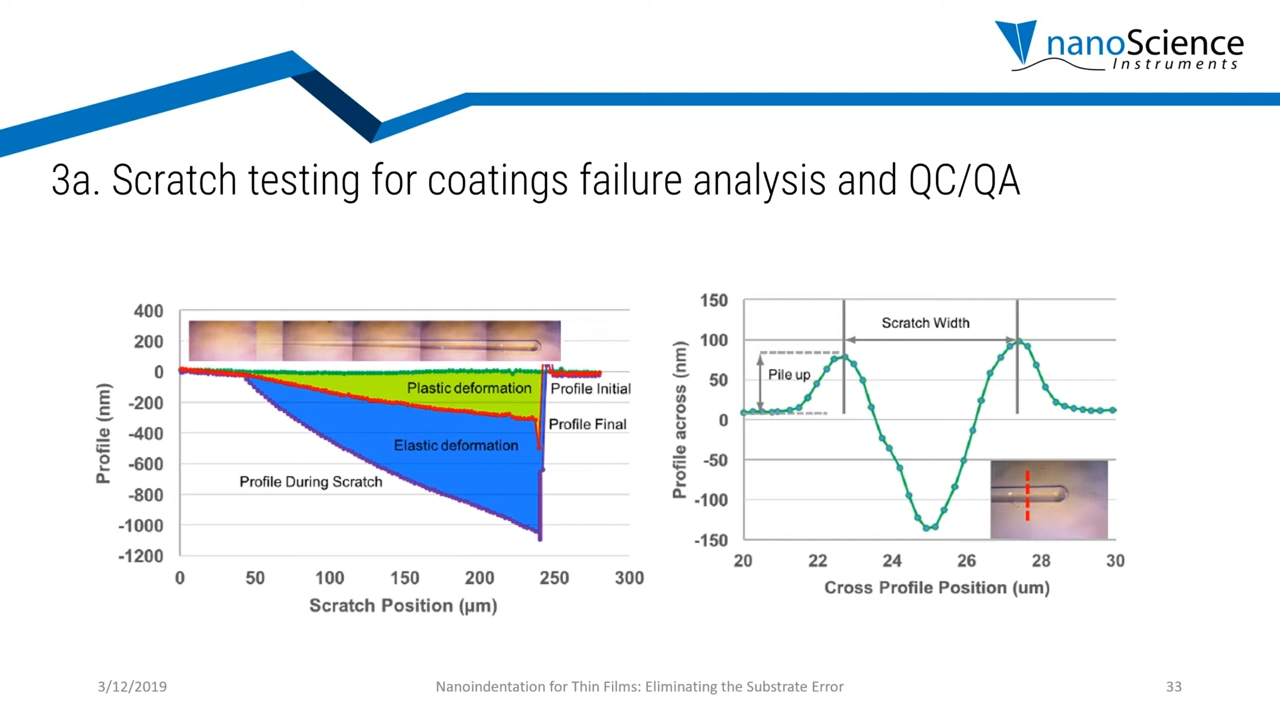 nanoScience
Instruments
3a. Scratch testing for coatings failure analysis and QC/QA
400
200
0
-200
-400
-600
-800
-1000
-1200
Profile (nm)
Plastic deformation
Profile Initial
Profile Final
Elastic deformation
Profile During Scratch
0 50 100 150 200 250 300
Scratch Position (µm)
150
100
50
0
-50
-100
-150
Profile across (nm)
Scratch Width
Pile up
20 22 24 26 28 30
Cross Profile Position (um)
3/12/2019
Nanoindentation for Thin Films: Eliminating the Substrate Error
33